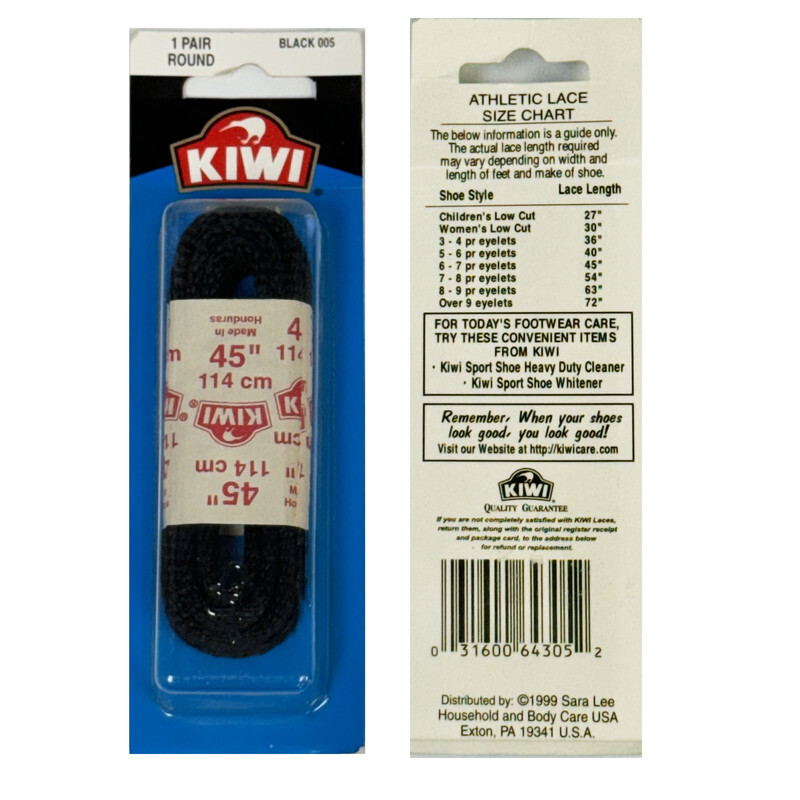 1 PAIR
ROUND
BLACK 005
KIWI
Made in
Honduras
45"
114 cm
KIWI
114 cm
45"
ATHLETIC LACE
SIZE CHART
The below information is a guide only.
The actual lace length required
may vary depending on width and
length of feet and make of shoe.
Shoe Style Lace Length
Children's Low Cut 27"
Women's Low Cut 30"
3 - 4 pr eyelets 36"
5 - 6 pr eyelets 40"
6 - 7 pr eyelets 45"
7 - 8 pr eyelets 54"
8 - 9 pr eyelets 63"
Over 9 eyelets 72"
FOR TODAY'S FOOTWEAR CARE,
TRY THESE CONVENIENT ITEMS
FROM KIWI
· Kiwi Sport Shoe Heavy Duty Cleaner
· Kiwi Sport Shoe Whitener
Remember, When your shoes
look good, you look good!
Visit our Website at http://kiwicare.com
KIWI
QUALITY GUARANTEE
If you are not completely satisfied with KIWI Laces,
return them, along with the original register receipt
and package card, to the address below
for refund or replacement.
0 31600 64305 2
Distributed by: ©1999 Sara Lee
Household and Body Care USA
Exton, PA 19341 U.S.A.